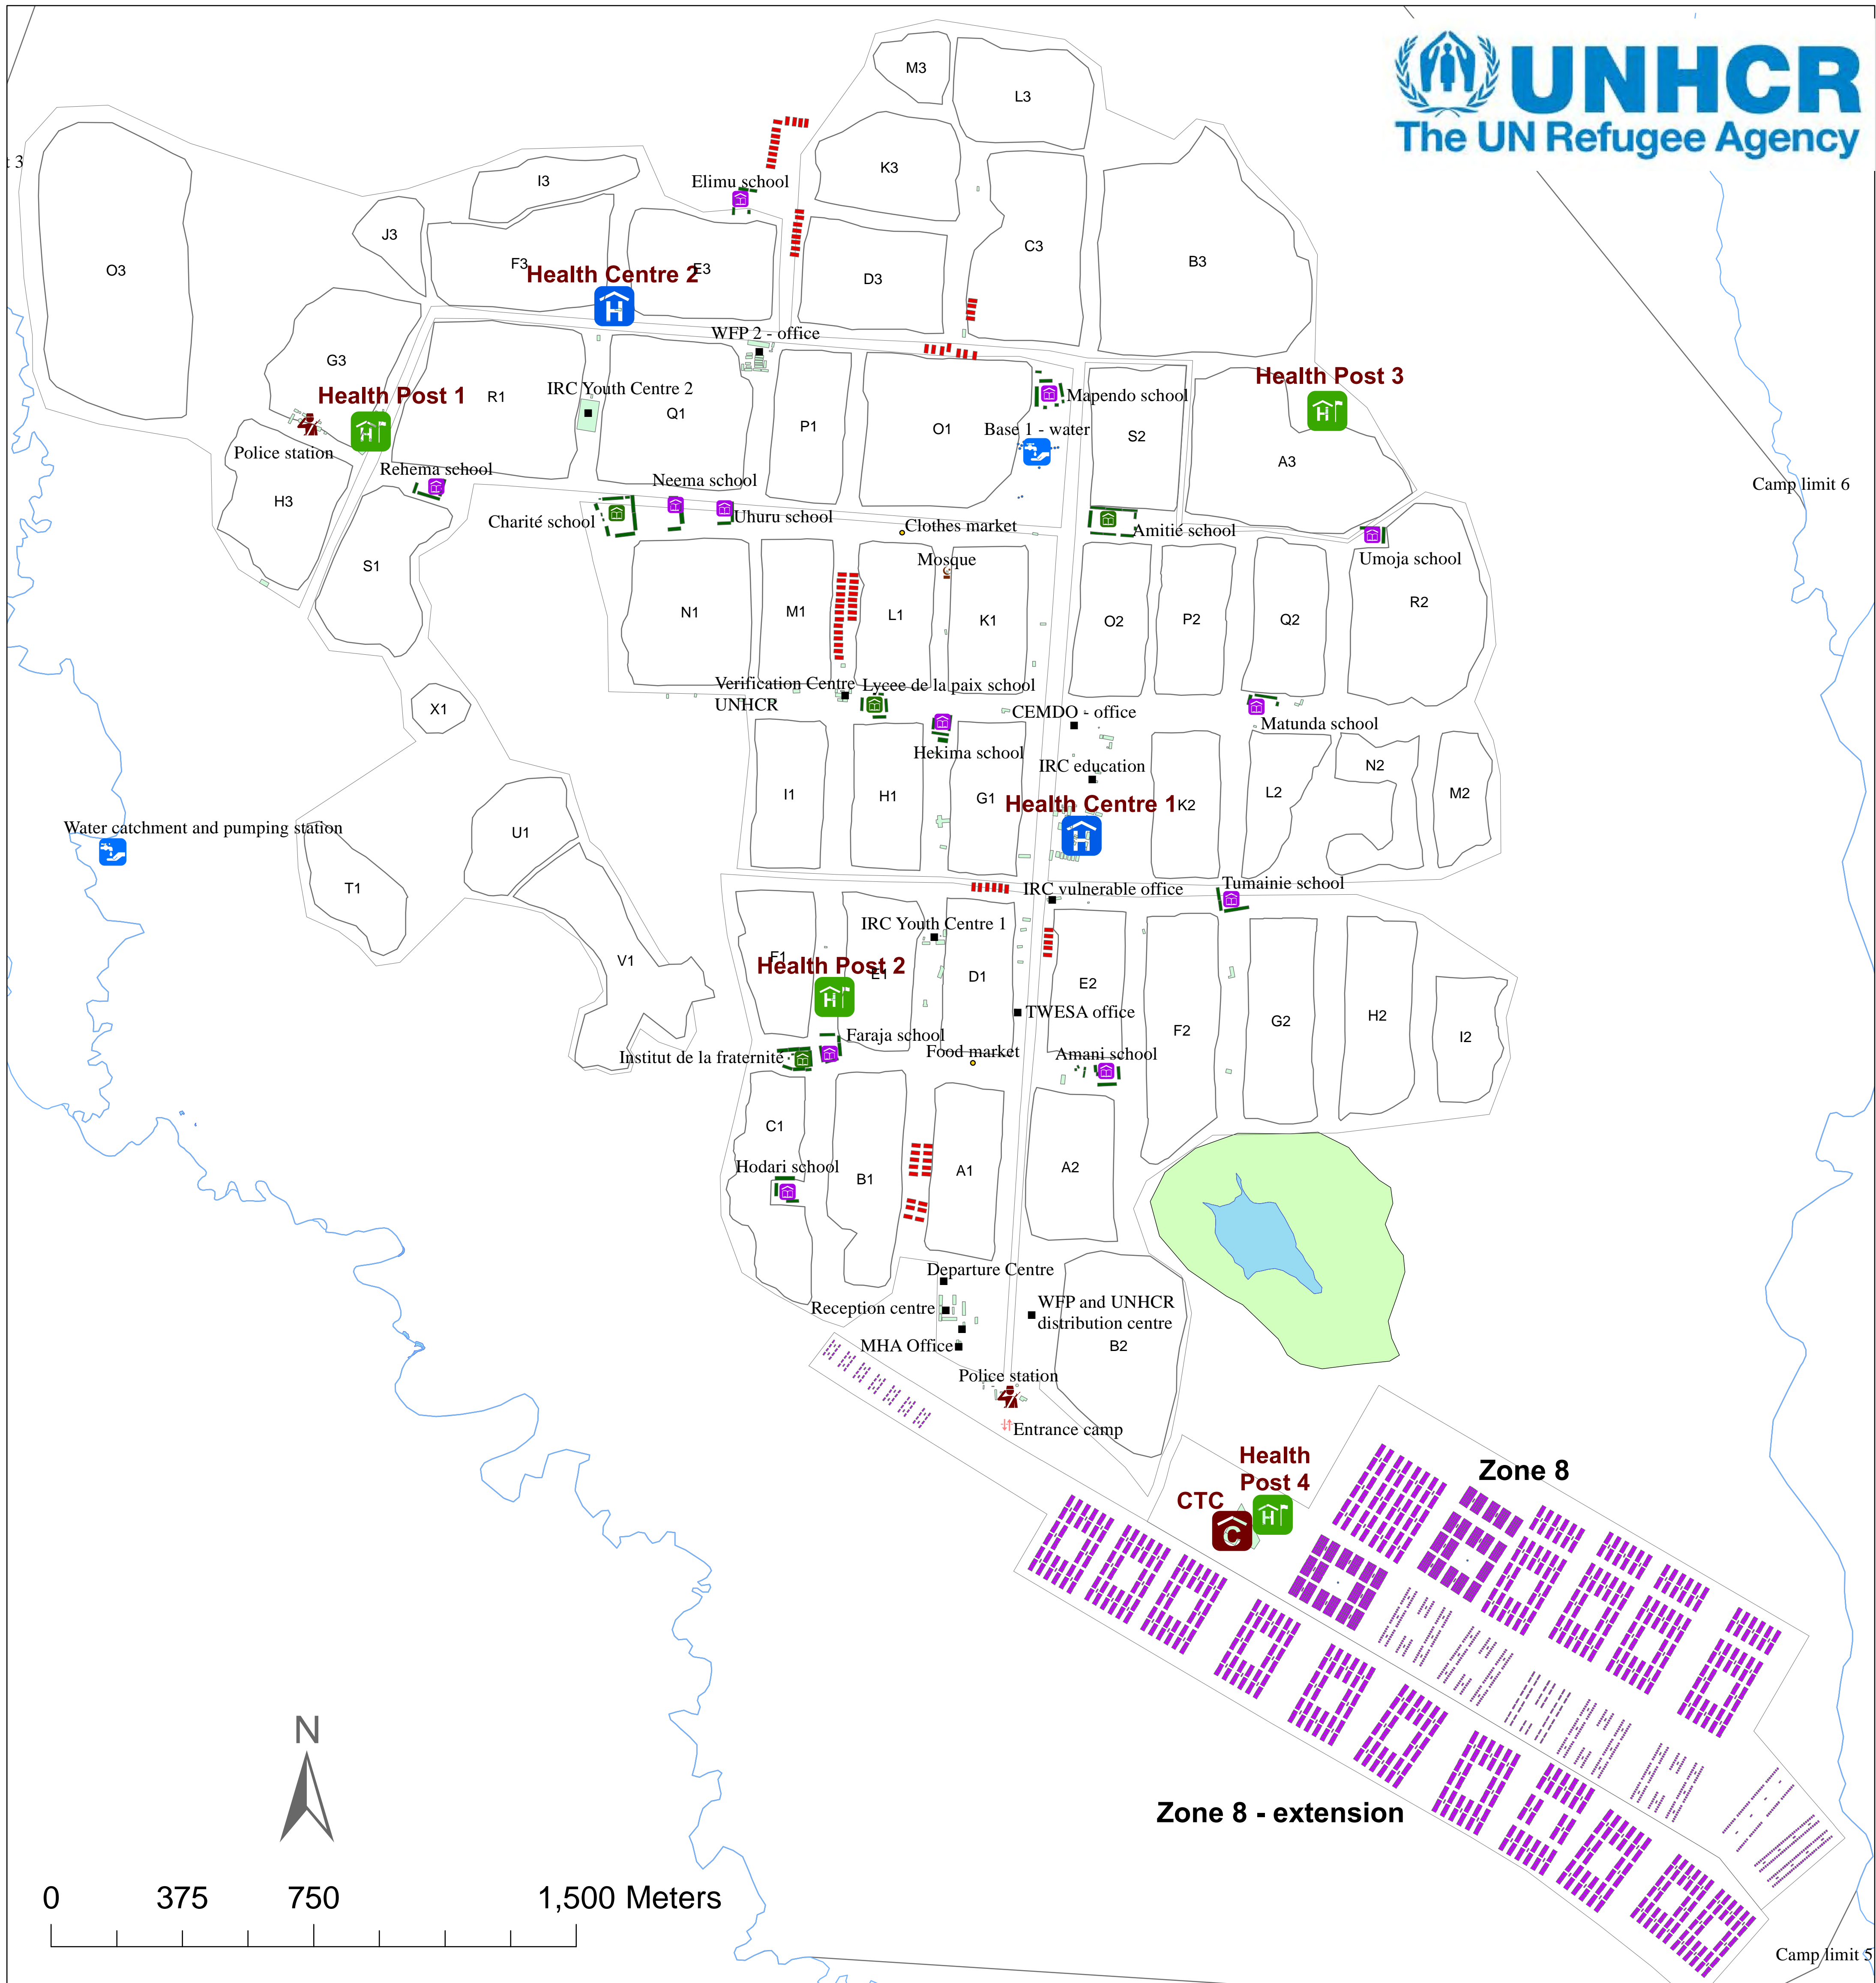 UNHCR
The UN Refugee Agency
M3
L3
K3
t 3
I3
Elimu school
J3
F3
E3
D3
C3
B3
O3
Health Centre 2
WFP 2 - office
G3
Health Post 1
R1
IRC Youth Centre 2
Q1
P1
O1
Mapendo school
Base 1 - water
S2
Health Post 3
A3
Police station
Rehema school
H3
Neema school
Charité school
Uhuru school
Clothes market
Amitié school
Camp limit 6
Umoja school
S1
Mosque
N1
M1
L1
K1
O2
P2
Q2
R2
X1
Verification Centre
UNHCR
Lycee de la paix school
CEMDO - office
Matunda school
Hekima school
IRC education
I1
H1
G1
Health Centre 1
K2
L2
N2
M2
Water catchment and pumping station
U1
T1
V1
IRC vulnerable office
Tumainie school
IRC Youth Centre 1
F1
Health Post 2
E1
D1
E2
TWESA office
F2
G2
H2
I2
Faraja school
Institut de la fraternité
Food market
Amani school
C1
Hodari school
B1
A1
A2
Departure Centre
Reception centre
WFP and UNHCR
distribution centre
MHA Office
B2
Police station
Entrance camp
Health
Post 4
CTC
Zone 8
Zone 8 - extension
N
0 375 750 1,500 Meters
Camp limit 5